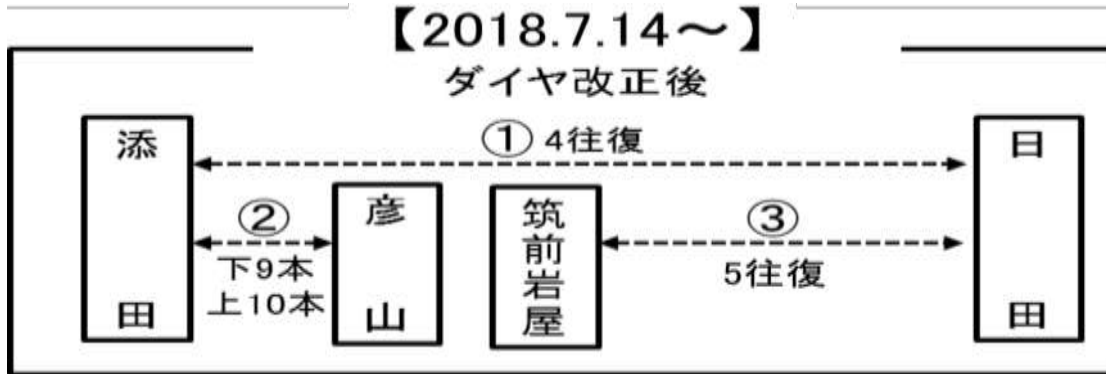 【2018.7.14～】
ダイヤ改正後
添田
①4往復
日田
②
下9本
上10本
彦山
筑前岩屋
③
5往復